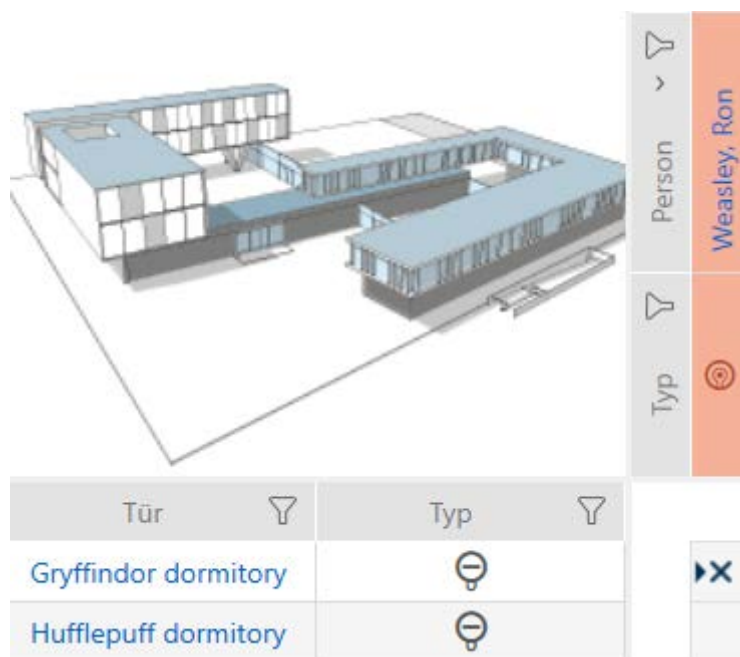 Person
Weasley, Ron
Typ
Tür
Typ
Gryffindor dormitory
Hufflepuff dormitory